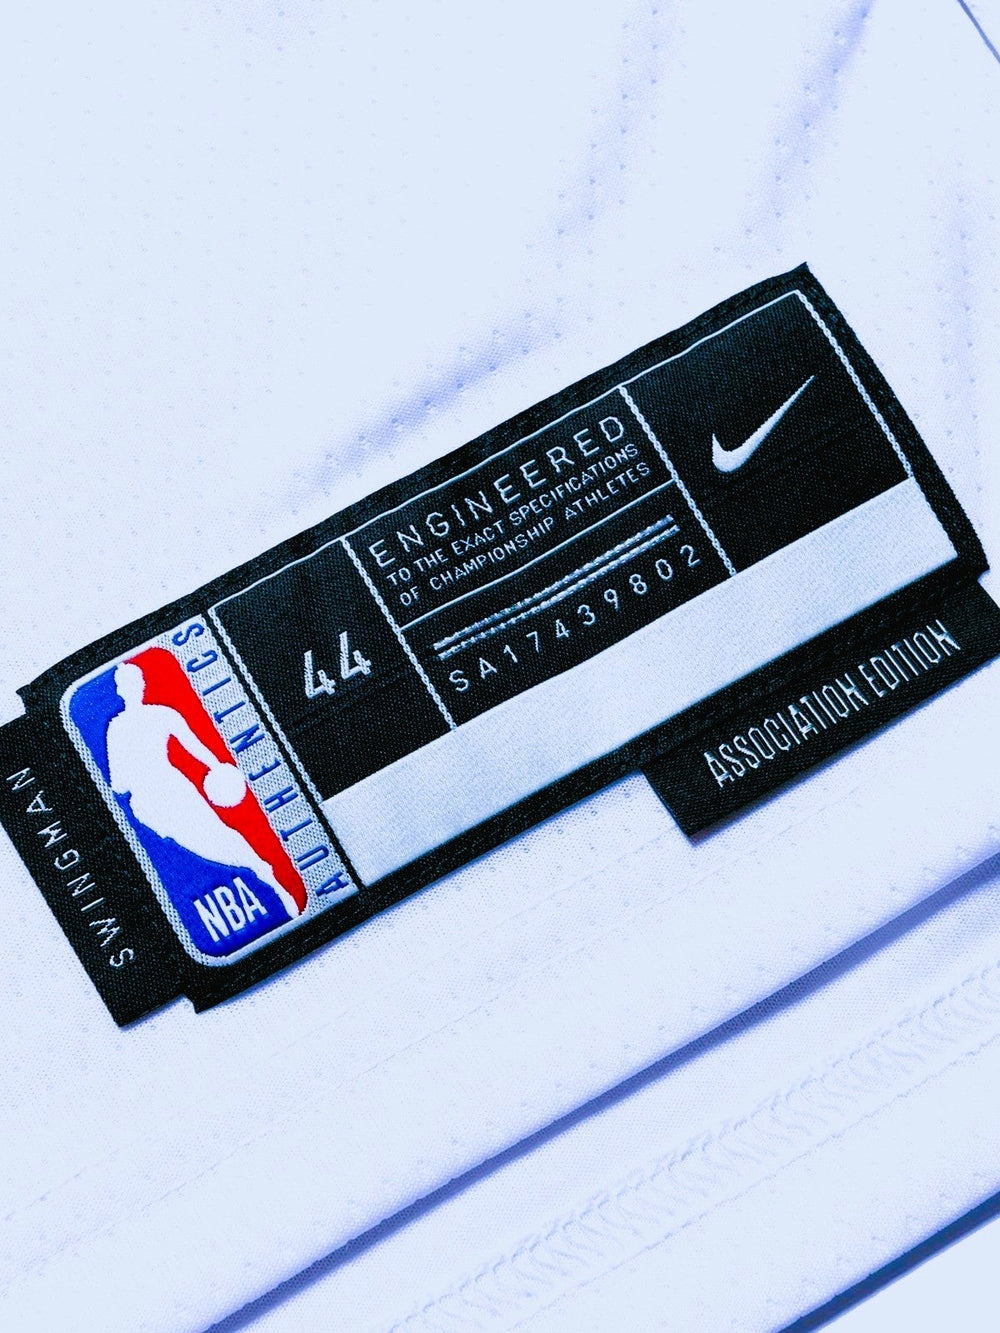 SWINGMAN
NBA
AUTHENTICS
44
ENGINEERED
TO THE EXACT SPECIFICATIONS
OF CHAMPIONSHIP ATHLETES
SA17439802
ASSOCIATION EDITION